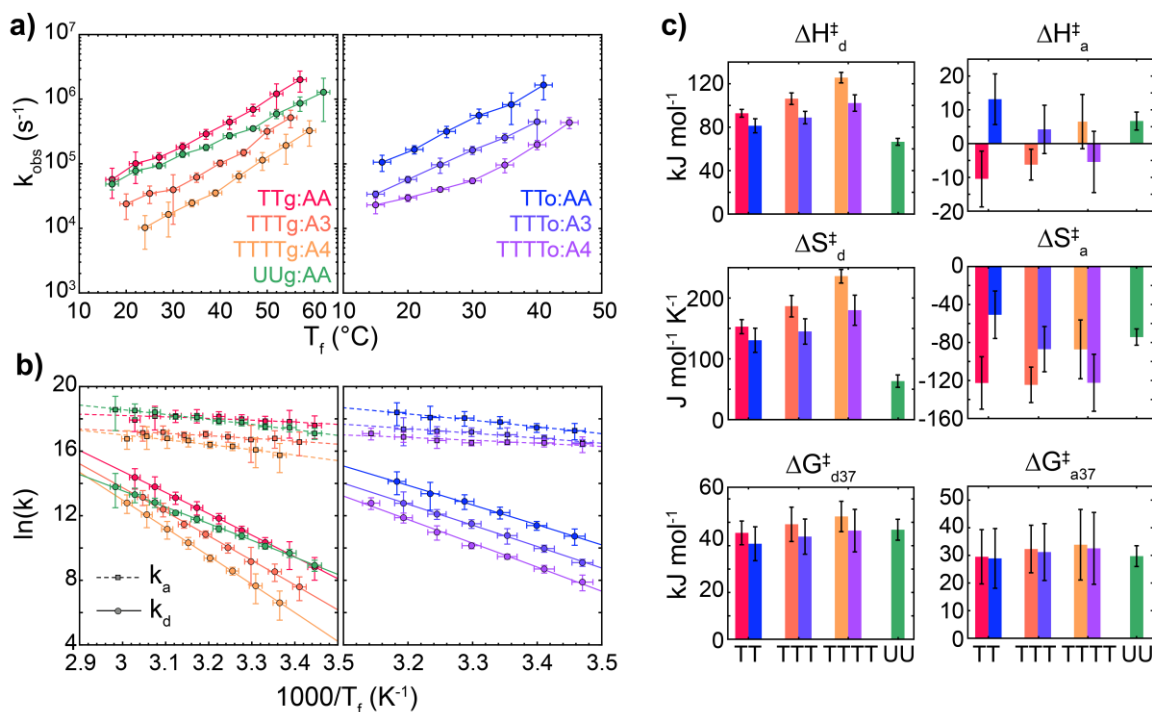 a)
10⁷
10⁶
10⁵
10⁴
10³
k_obs (s⁻¹)
TTg:AA
TTTg:A3
TTTTg:A4
UUg:AA
TTo:AA
TTTo:A3
TTTTo:A4
10 20 30 40 50 60 10 20 30 40 50
T_f (°C)
b)
20
16
12
8
4
ln(k)
k_a
k_d
2.9 3 3.1 3.2 3.3 3.4 3.5 3.2 3.3 3.4 3.5
1000/T_f (K⁻¹)
c)
ΔH‡_d
120
80
40
0
kJ mol⁻¹
ΔH‡_a
20
10
0
-10
-20
ΔS‡_d
200
100
0
J mol⁻¹ K⁻¹
ΔS‡_a
0
-40
-80
-120
-160
ΔG‡_d37
60
40
20
0
kJ mol⁻¹
TT TTT TTTT UU
ΔG‡_a37
50
40
30
20
10
0
TT TTT TTTT UU